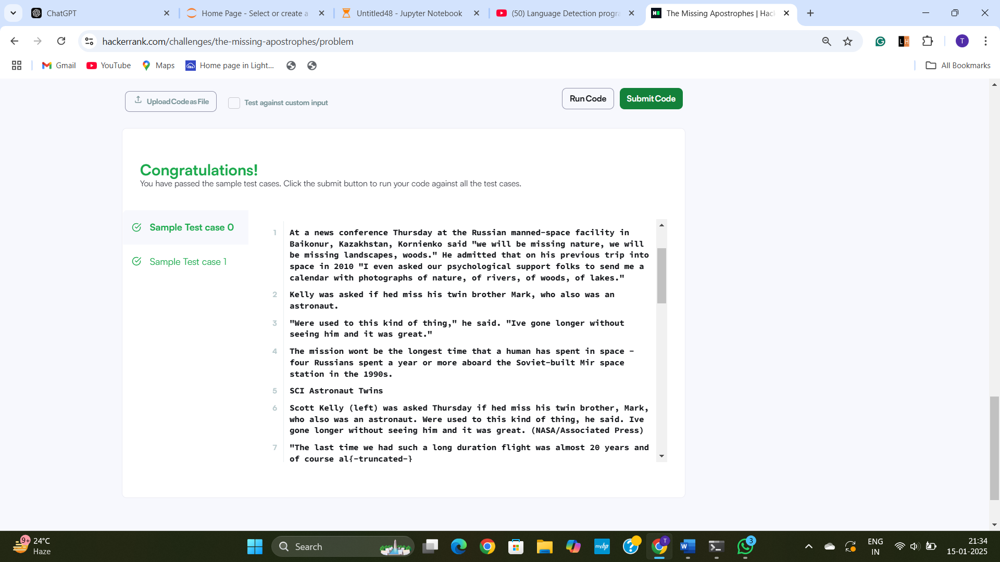 ChatGPT
Home Page - Select or create a
Untitled48 - Jupyter Notebook
(50) Language Detection progra
The Missing Apostrophes | Hack
hackerrank.com/challenges/the-missing-apostrophes/problem
T
Gmail
YouTube
Maps
Home page in Light...
All Bookmarks
Upload Code as File
Test against custom input
Run Code
Submit Code
Congratulations!
You have passed the sample test cases. Click the submit button to run your code against all the test cases.
Sample Test case 0
Sample Test case 1
1 At a news conference Thursday at the Russian manned-space facility in
Baikonur, Kazakhstan, Kornienko said "we will be missing nature, we will
be missing landscapes, woods." He admitted that on his previous trip into
space in 2010 "I even asked our psychological support folks to send me a
calendar with photographs of nature, of rivers, of woods, of lakes."
2 Kelly was asked if hed miss his twin brother Mark, who also was an
astronaut.
3 "Were used to this kind of thing," he said. "Ive gone longer without
seeing him and it was great."
4 The mission wont be the longest time that a human has spent in space -
four Russians spent a year or more aboard the Soviet-built Mir space
station in the 1990s.
5 SCI Astronaut Twins
6 Scott Kelly (left) was asked Thursday if hed miss his twin brother, Mark,
who also was an astronaut. Were used to this kind of thing, he said. Ive
gone longer without seeing him and it was great. (NASA/Associated Press)
7 "The last time we had such a long duration flight was almost 20 years and
of course al{-truncated-}
9+
24°C
Haze
Search
myhp
T
W
3
ENG
IN
21:34
15-01-2025